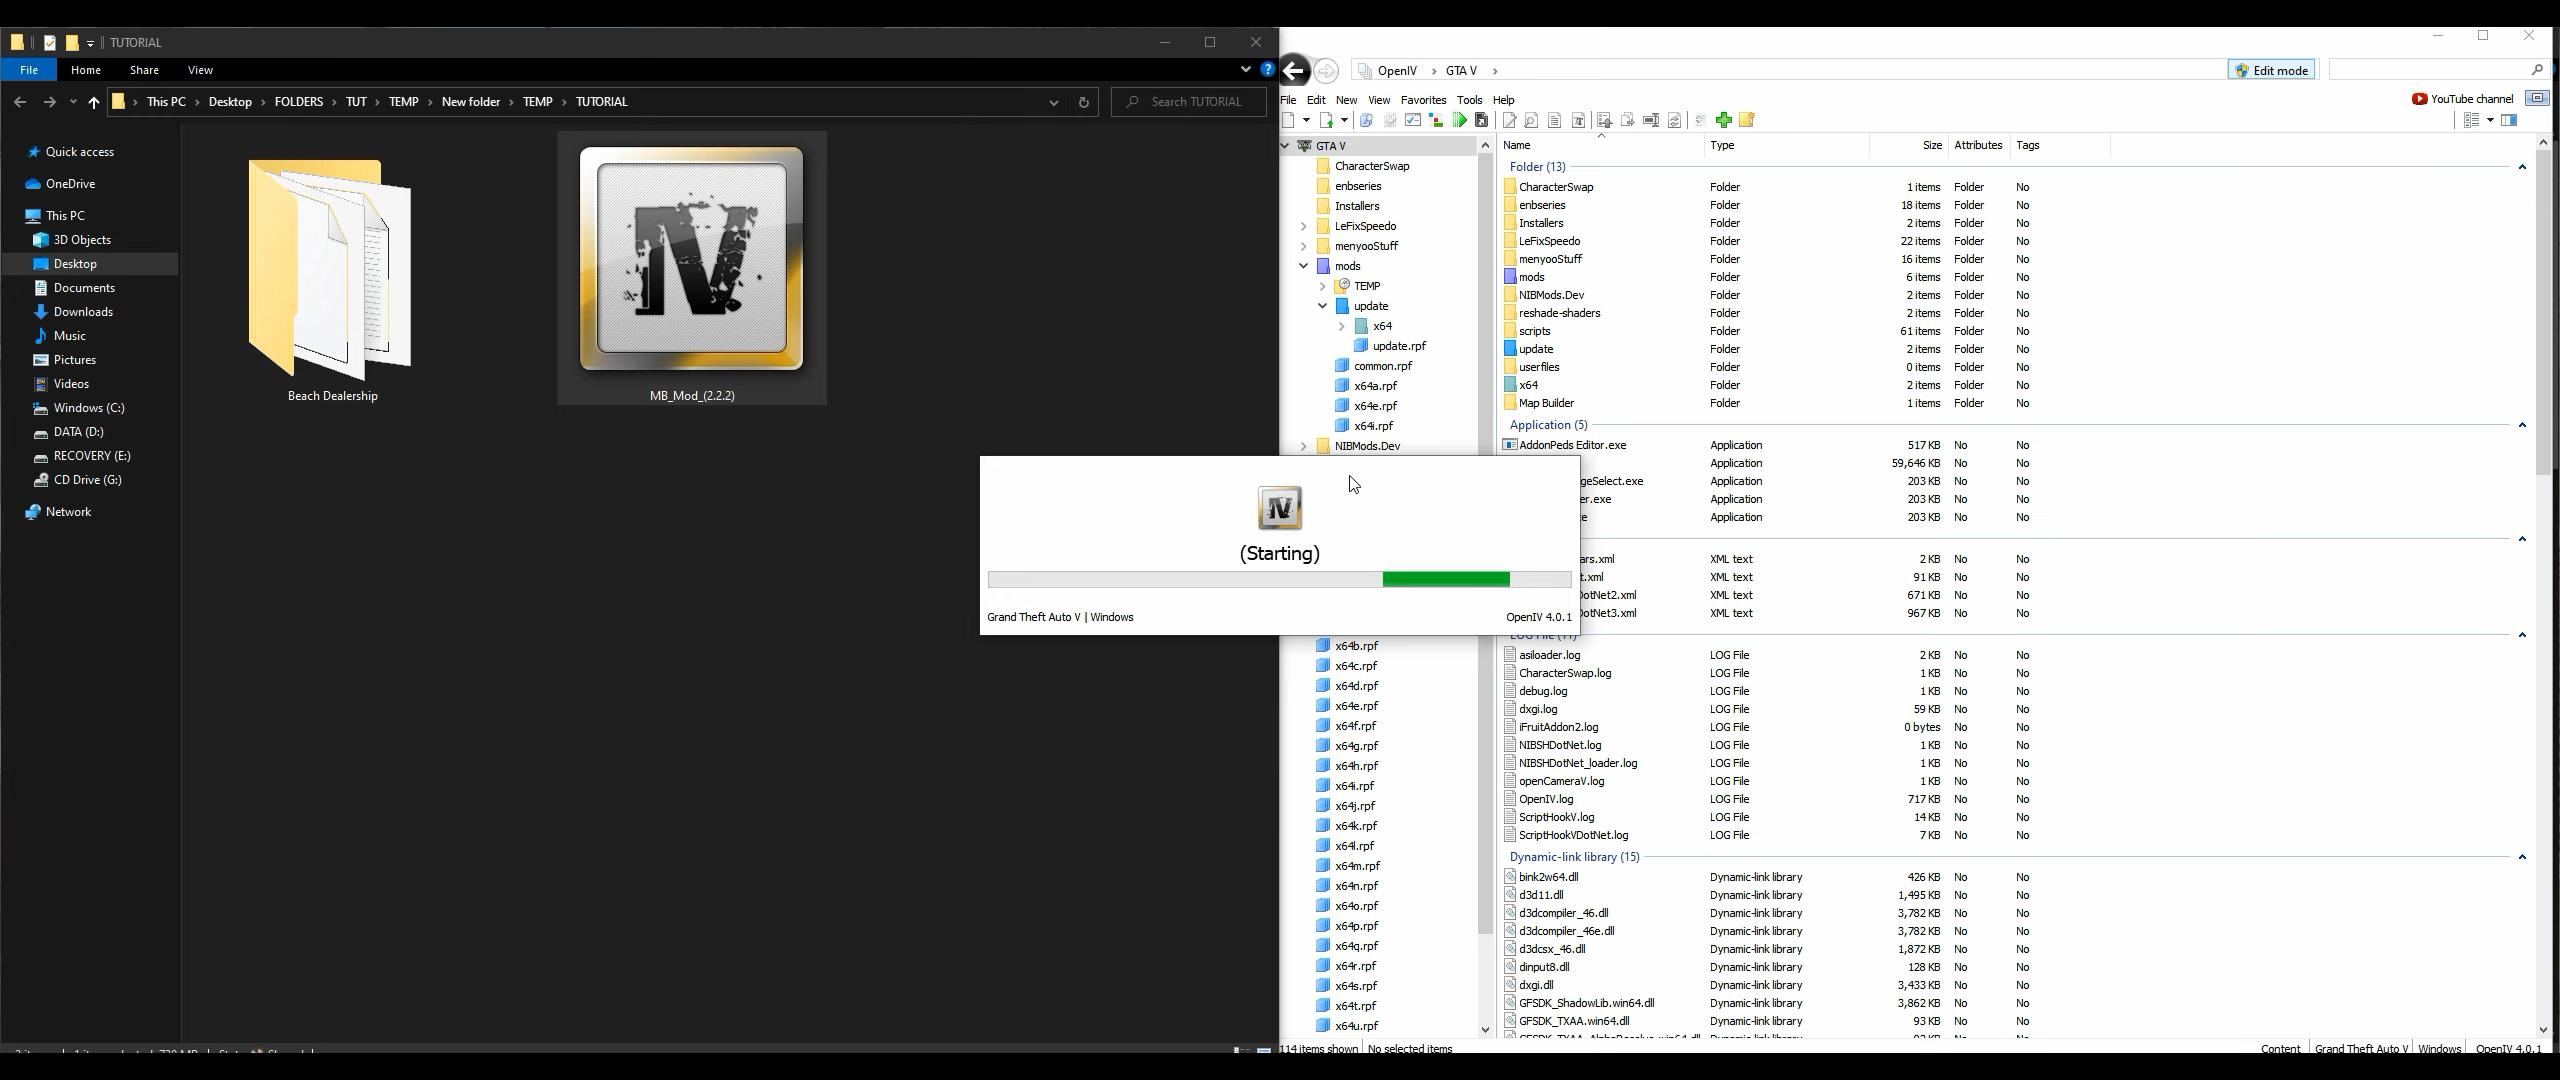 TUTORIAL
File Home Share View
This PC Desktop FOLDERS TUT TEMP New folder TEMP TUTORIAL Search TUTORIAL
Quick access
OneDrive
This PC
3D Objects
Desktop
Documents
Downloads
Music
Pictures
Videos
Windows (C:)
DATA (D:)
RECOVERY (E:)
CD Drive (G:)
Network
Beach Dealership
MB_Mod_(2.2.2)
OpenIV GTA V Edit mode
File Edit New View Favorites Tools Help YouTube channel
GTA V
CharacterSwap
enbseries
Installers
LeFixSpeedo
menyooStuff
mods
TEMP
update
x64
update.rpf
common.rpf
x64a.rpf
x64e.rpf
x64i.rpf
NIBMods.Dev
x64b.rpf
x64c.rpf
x64d.rpf
x64e.rpf
x64f.rpf
x64g.rpf
x64h.rpf
x64i.rpf
x64j.rpf
x64k.rpf
x64l.rpf
x64m.rpf
x64n.rpf
x64o.rpf
x64p.rpf
x64q.rpf
x64r.rpf
x64s.rpf
x64t.rpf
x64u.rpf
Name Type Size Attributes Tags
Folder (13)
CharacterSwap Folder 1 items Folder No
enbseries Folder 18 items Folder No
Installers Folder 2 items Folder No
LeFixSpeedo Folder 22 items Folder No
menyooStuff Folder 16 items Folder No
mods Folder 6 items Folder No
NIBMods.Dev Folder 2 items Folder No
reshade-shaders Folder 2 items Folder No
scripts Folder 61 items Folder No
update Folder 2 items Folder No
userfiles Folder 0 items Folder No
x64 Folder 2 items Folder No
Map Builder Folder 1 items Folder No
Application (5)
AddonPeds Editor.exe Application 517 KB No No
Application 59,646 KB No No
geSelect.exe Application 203 KB No No
er.exe Application 203 KB No No
Application 203 KB No No
ars.xml XML text 2 KB No No
t.xml XML text 91 KB No No
DotNet2.xml XML text 671 KB No No
DotNet3.xml XML text 967 KB No No
LOG File (11)
asiloader.log LOG File 2 KB No No
CharacterSwap.log LOG File 1 KB No No
debug.log LOG File 1 KB No No
dxgi.log LOG File 59 KB No No
iFruitAddon2.log LOG File 0 bytes No No
NIBSHDotNet.log LOG File 1 KB No No
NIBSHDotNet_loader.log LOG File 1 KB No No
openCameraV.log LOG File 1 KB No No
OpenIV.log LOG File 717 KB No No
ScriptHookV.log LOG File 14 KB No No
ScriptHookVDotNet.log LOG File 7 KB No No
Dynamic-link library (15)
bink2w64.dll Dynamic-link library 426 KB No No
d3d11.dll Dynamic-link library 1,495 KB No No
d3dcompiler_46.dll Dynamic-link library 3,782 KB No No
d3dcompiler_46e.dll Dynamic-link library 3,782 KB No No
d3dcsx_46.dll Dynamic-link library 1,872 KB No No
dinput8.dll Dynamic-link library 128 KB No No
dxgi.dll Dynamic-link library 3,433 KB No No
GFSDK_ShadowLib.win64.dll Dynamic-link library 3,862 KB No No
GFSDK_TXAA.win64.dll Dynamic-link library 93 KB No No
114 items shown No selected items Content Grand Theft Auto V Windows OpenIV 4.0.1
IV
(Starting)
Grand Theft Auto V | Windows OpenIV 4.0.1